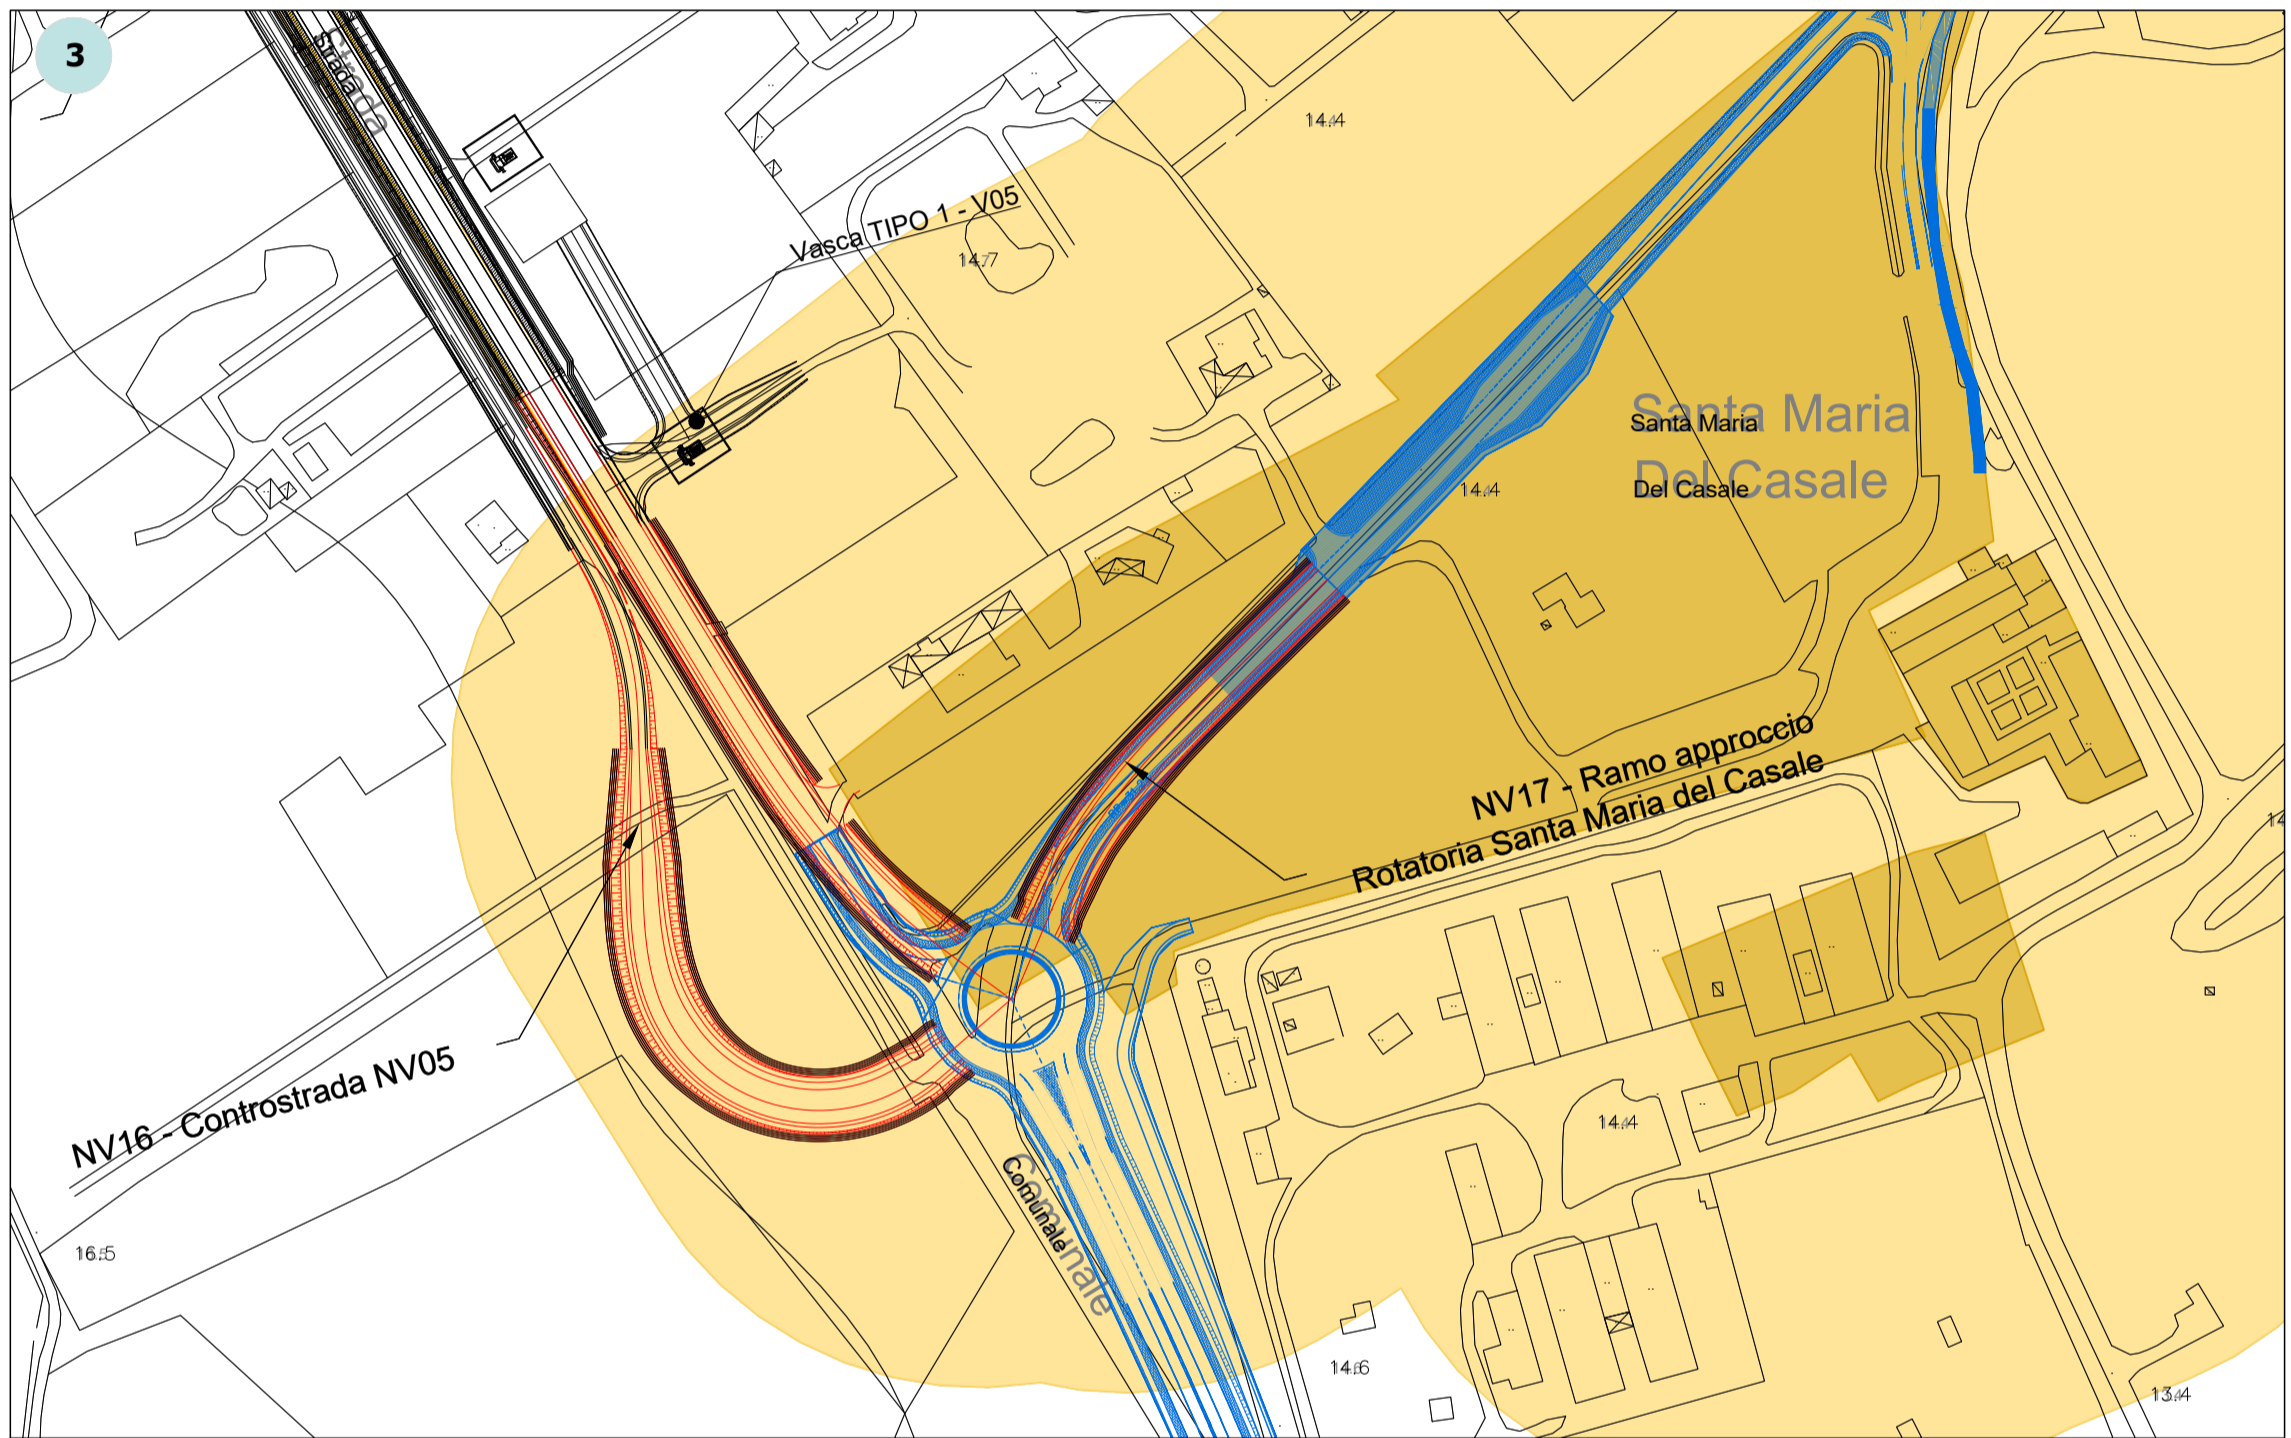 3
Strada
Strada
14.4
Vasca TIPO 1 - V05
14.7
Santa Maria
Del Casale
Santa Maria
Del Casale
14.4
NV17 - Ramo approccio
Rotatoria Santa Maria del Casale
14
NV16 - Controstrada NV05
14.4
Comunale
Comunale
16.5
14.6
13.4